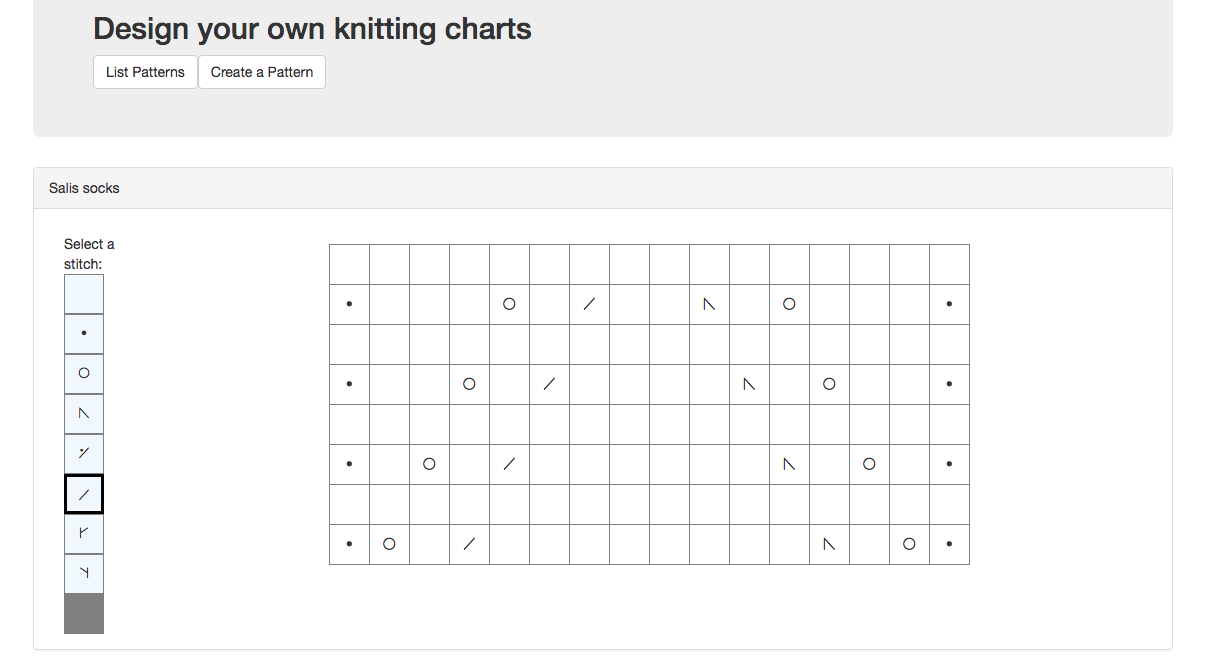 Design your own knitting charts
List Patterns Create a Pattern
Salis socks
Select a
stitch: